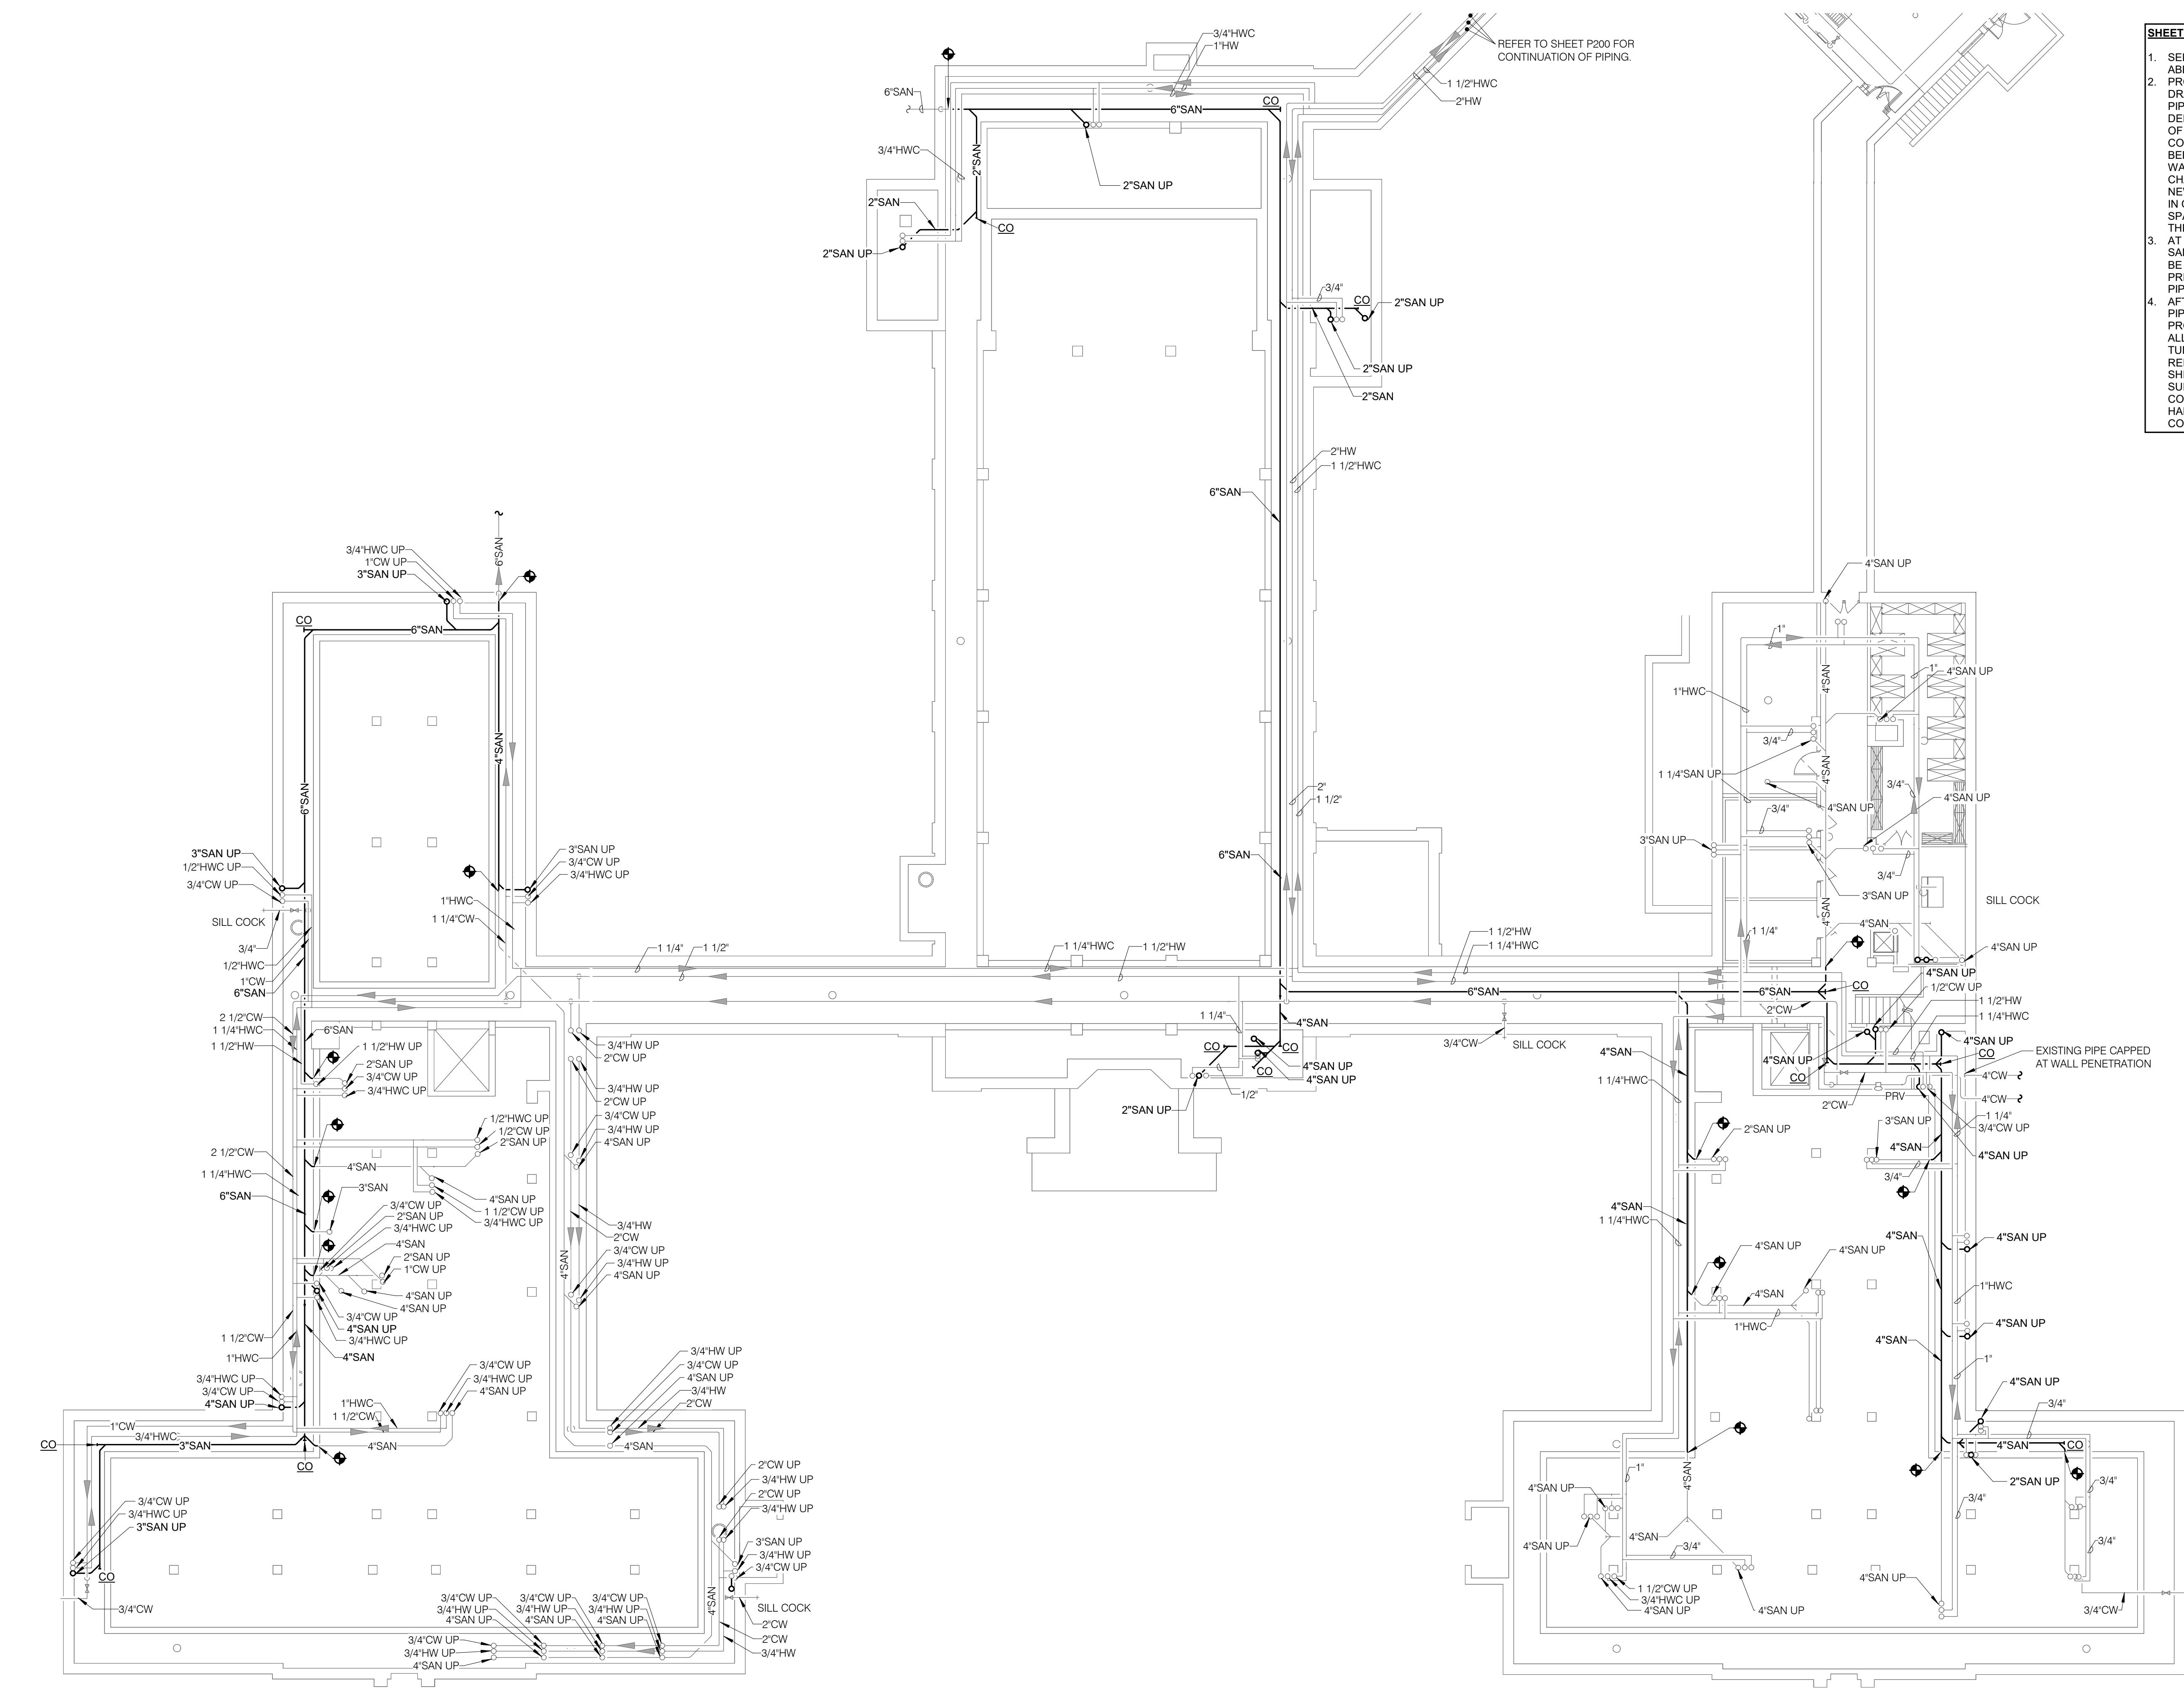 3/4"HWC
1"HW
REFER TO SHEET P200 FOR
CONTINUATION OF PIPING.
1 1/2"HWC
2"HW
6"SAN
CO
6"SAN
3/4"HWC
2"SAN
2"SAN UP
2"SAN
CO
2"SAN UP
3/4"
CO
2"SAN UP
2"SAN UP
2"SAN
2"HW
1 1/2"HWC
6"SAN
2"
1 1/2"
6"SAN
SHEET
1. SEE
2. PRO
3. AT
BE
4. AFT
3/4"HWC UP
1"CW UP
3"SAN UP
6"SAN
CO
6"SAN
4"SAN
6"SAN
3"SAN UP
1/2"HWC UP
3/4"CW UP
SILL COCK
3/4"
1/2"HWC
1"CW
6"SAN
3"SAN UP
3/4"CW UP
3/4"HWC UP
1"HWC
1 1/4"CW
1 1/4"
1 1/2"
1 1/4"HWC
1 1/2"HW
1 1/2"HW
1 1/4"HWC
2 1/2"CW
1 1/4"HWC
1 1/2"HW
6"SAN
1 1/2"HW UP
2"SAN UP
3/4"CW UP
3/4"HWC UP
1/2"HWC UP
1/2"CW UP
2"SAN UP
2 1/2"CW
1 1/4"HWC
6"SAN
4"SAN
3"SAN
4"SAN UP
1 1/2"CW UP
3/4"HWC UP
3/4"CW UP
2"SAN UP
3/4"HWC UP
4"SAN
2"SAN UP
1"CW UP
4"SAN UP
4"SAN UP
3/4"CW UP
4"SAN UP
3/4"HWC UP
1 1/2"CW
1"HWC
4"SAN
3/4"HWC UP
3/4"CW UP
4"SAN UP
3/4"CW UP
3/4"HWC UP
4"SAN UP
1"HWC
1 1/2"CW
1"CW
3/4"HWC
CO
3"SAN
4"SAN
CO
3/4"CW UP
3/4"HWC UP
3"SAN UP
CO
3/4"CW
3/4"HW UP
2"CW UP
3/4"HW UP
2"CW UP
3/4"CW UP
3/4"HW UP
4"SAN UP
3/4"HW
2"CW
3/4"CW UP
3/4"HW UP
4"SAN UP
4"SAN
3/4"HW UP
3/4"CW UP
4"SAN UP
3/4"HW
2"CW
4"SAN
2"CW UP
3/4"HW UP
2"CW UP
3/4"HW UP
3"SAN UP
3/4"HW UP
3/4"CW UP
SILL COCK
2"CW
2"CW
3/4"HW
4"SAN
3/4"CW UP
3/4"HW UP
4"SAN UP
3/4"CW UP
3/4"HW UP
4"SAN UP
3/4"CW UP
3/4"HW UP
4"SAN UP
3/4"CW UP
3/4"HW UP
4"SAN UP
6"SAN
6"SAN
CO
1 1/4"
4"SAN
CO
CO
CO
4"SAN UP
4"SAN UP
1/2"
2"SAN UP
3/4"CW
SILL COCK
4"SAN UP
1"
4"SAN
1"
4"SAN UP
1"HWC
3/4"
1 1/4"SAN UP
4"SAN
4"SAN UP
3/4"
4"SAN UP
3/4"
3"SAN UP
3/4"
3"SAN UP
SILL COCK
4"SAN
4"SAN
1 1/4"
4"SAN UP
4"SAN UP
1/2"CW UP
1 1/2"HW
1 1/4"HWC
2"CW
4"SAN UP
4"SAN UP
CO
CO
EXISTING PIPE CAPPED
AT WALL PENETRATION
4"CW
4"CW
PRV
2"CW
1 1/4"
3/4"CW UP
3"SAN UP
4"SAN
4"SAN UP
3/4"
4"SAN
1 1/4"HWC
2"SAN UP
4"SAN
1 1/4"HWC
4"SAN UP
4"SAN UP
4"SAN
1"HWC
4"SAN
4"SAN UP
1"HWC
4"SAN UP
4"SAN
1"
4"SAN UP
3/4"
4"SAN
CO
2"SAN UP
3/4"
3/4"
3/4"
1"
4"SAN
4"SAN UP
4"SAN
4"SAN UP
3/4"
1 1/2"CW UP
3/4"HWC UP
4"SAN UP
4"SAN UP
4"SAN UP
3/4"CW